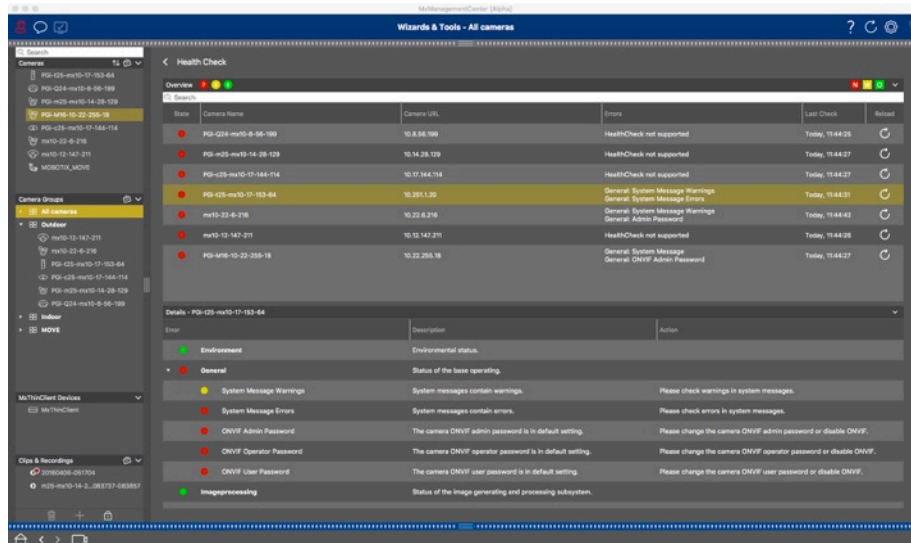 MxManagementCenter [Alpha]
Wizards & Tools - All cameras
Search
Cameras
PGi-t25-mx10-17-153-64
PGi-Q24-mx10-8-56-199
PGi-m25-mx10-14-28-129
PGi-M16-10-22-255-18
PGi-c25-mx10-17-144-114
mx10-22-6-216
mx10-12-147-211
MOBOTIX_MOVE
Camera Groups
All cameras
Outdoor
mx10-12-147-211
mx10-22-6-216
PGi-t25-mx10-17-153-64
PGi-c25-mx10-17-144-114
PGi-m25-mx10-14-28-129
PGi-Q24-mx10-8-56-199
Indoor
MOVE
MxThinClient Devices
MxThinClient
Clips & Recordings
20160406-051704
m25-mx10-14-2...083737-083857
Health Check
Overview 7
Search
State Camera Name Camera URL Errors Last Check Reload
PGi-Q24-mx10-8-56-199 10.8.56.199 HealthCheck not supported Today, 11:44:25
PGi-m25-mx10-14-28-129 10.14.28.129 HealthCheck not supported Today, 11:44:27
PGi-c25-mx10-17-144-114 10.17.144.114 HealthCheck not supported Today, 11:44:27
PGi-t25-mx10-17-153-64 10.251.1.20 General: System Message Warnings Today, 11:44:31
General: System Message Errors
mx10-22-6-216 10.22.6.216 General: System Message Warnings Today, 11:44:42
General: Admin Password
mx10-12-147-211 10.12.147.211 HealthCheck not supported Today, 11:44:26
PGi-M16-10-22-255-18 10.22.255.18 General: System Message Today, 11:44:27
General: ONVIF Admin Password
Details - PGi-t25-mx10-17-153-64
Error Description Action
Environment Environmental status.
General Status of the base operating.
System Message Warnings System messages contain warnings. Please check warnings in system messages.
System Message Errors System messages contain errors. Please check errors in system messages.
ONVIF Admin Password The camera ONVIF admin password is in default setting. Please change the camera ONVIF admin password or disable ONVIF.
ONVIF Operator Password The camera ONVIF operator password is in default setting. Please change the camera ONVIF operator password or disable ONVIF.
ONVIF User Password The camera ONVIF user password is in default setting. Please change the camera ONVIF user password or disable ONVIF.
Imageprocessing Status of the image generating and processing subsystem.